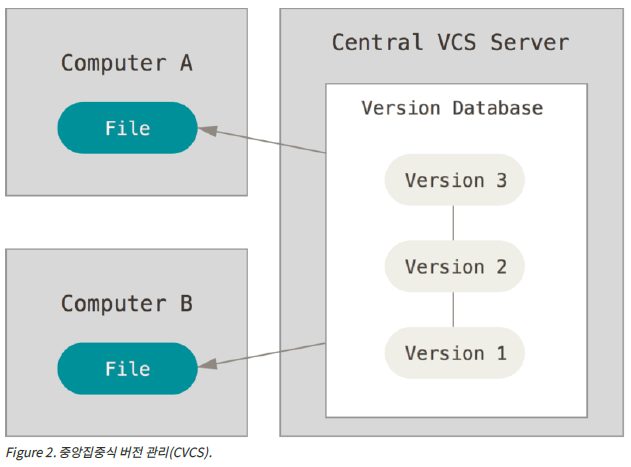 Computer A
File
Computer B
File
Central VCS Server
Version Database
Version 3
Version 2
Version 1
Figure 2. 중앙집중식 버전 관리(CVCS).